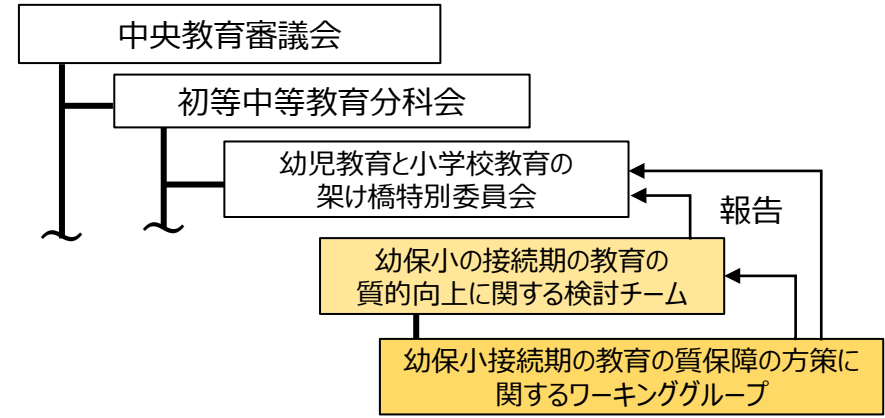 中央教育審議会
初等中等教育分科会
幼児教育と小学校教育の
架け橋特別委員会
報告
幼保小の接続期の教育の
質的向上に関する検討チーム
幼保小接続期の教育の質保障の方策に
関するワーキンググループ